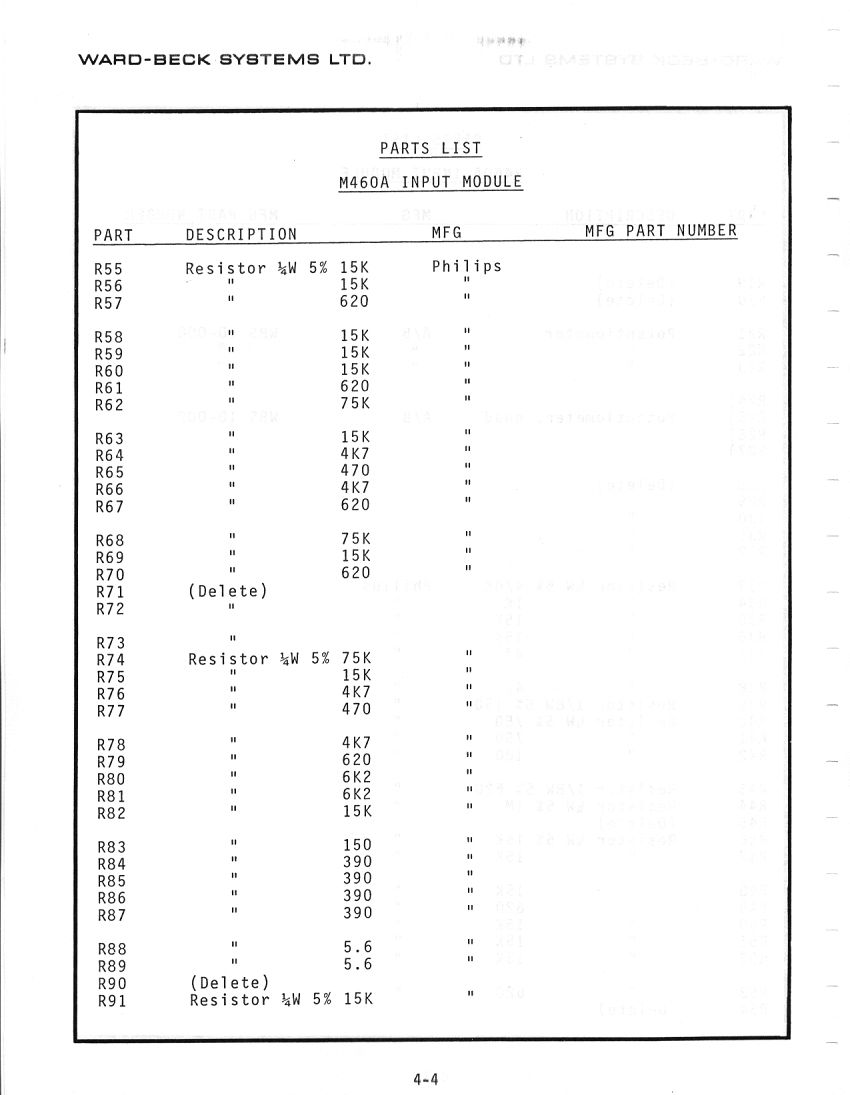 WARD-BECK SYSTEMS LTD.
PARTS LIST
M460A INPUT MODULE
PART DESCRIPTION MFG MFG PART NUMBER
R55 Resistor ¼W 5% 15K Philips
R56 " 15K "
R57 " 620 "
R58 " 15K "
R59 " 15K "
R60 " 15K "
R61 " 620 "
R62 " 75K "
R63 " 15K "
R64 " 4K7 "
R65 " 470 "
R66 " 4K7 "
R67 " 620 "
R68 " 75K "
R69 " 15K "
R70 " 620 "
R71 (Delete)
R72 "
R73 "
R74 Resistor ¼W 5% 75K "
R75 " 15K "
R76 " 4K7 "
R77 " 470 "
R78 " 4K7 "
R79 " 620 "
R80 " 6K2 "
R81 " 6K2 "
R82 " 15K "
R83 " 150 "
R84 " 390 "
R85 " 390 "
R86 " 390 "
R87 " 390 "
R88 " 5.6 "
R89 " 5.6 "
R90 (Delete)
R91 Resistor ¼W 5% 15K "
4-4